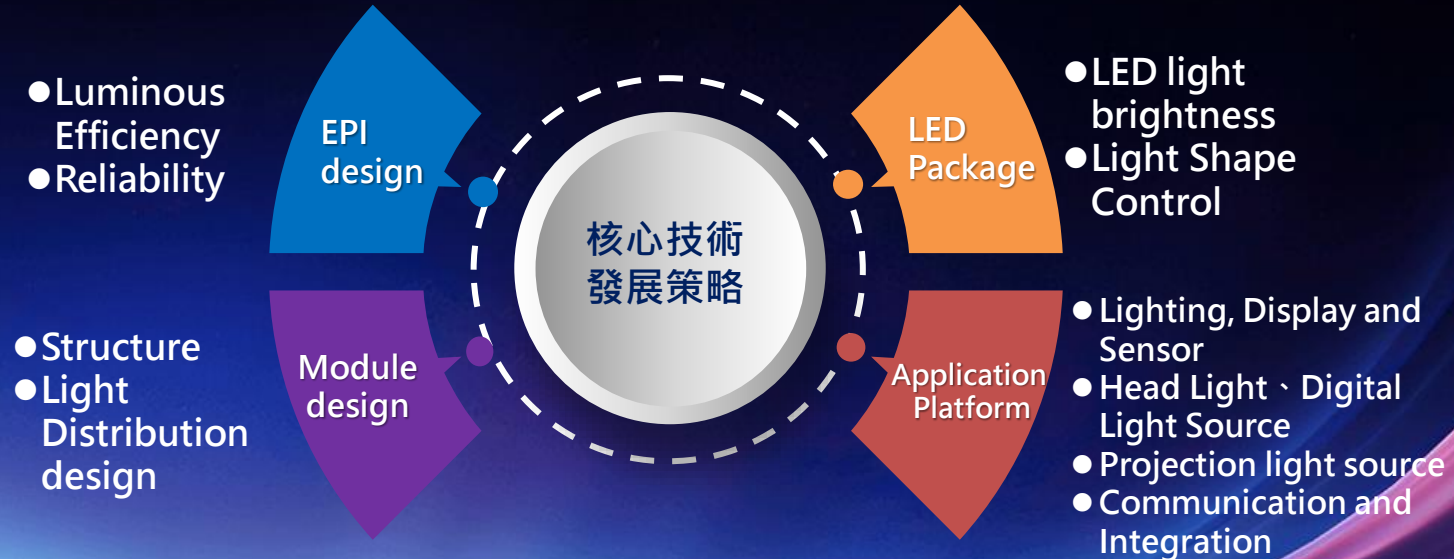 ●Luminous
Efficiency
●Reliability
EPI
design
LED
Package
●LED light
brightness
●Light Shape
Control
核心技術
發展策略
●Structure
●Light
Distribution
design
Module
design
Application
Platform
●Lighting, Display and
Sensor
●Head Light、Digital
Light Source
●Projection light source
●Communication and
Integration